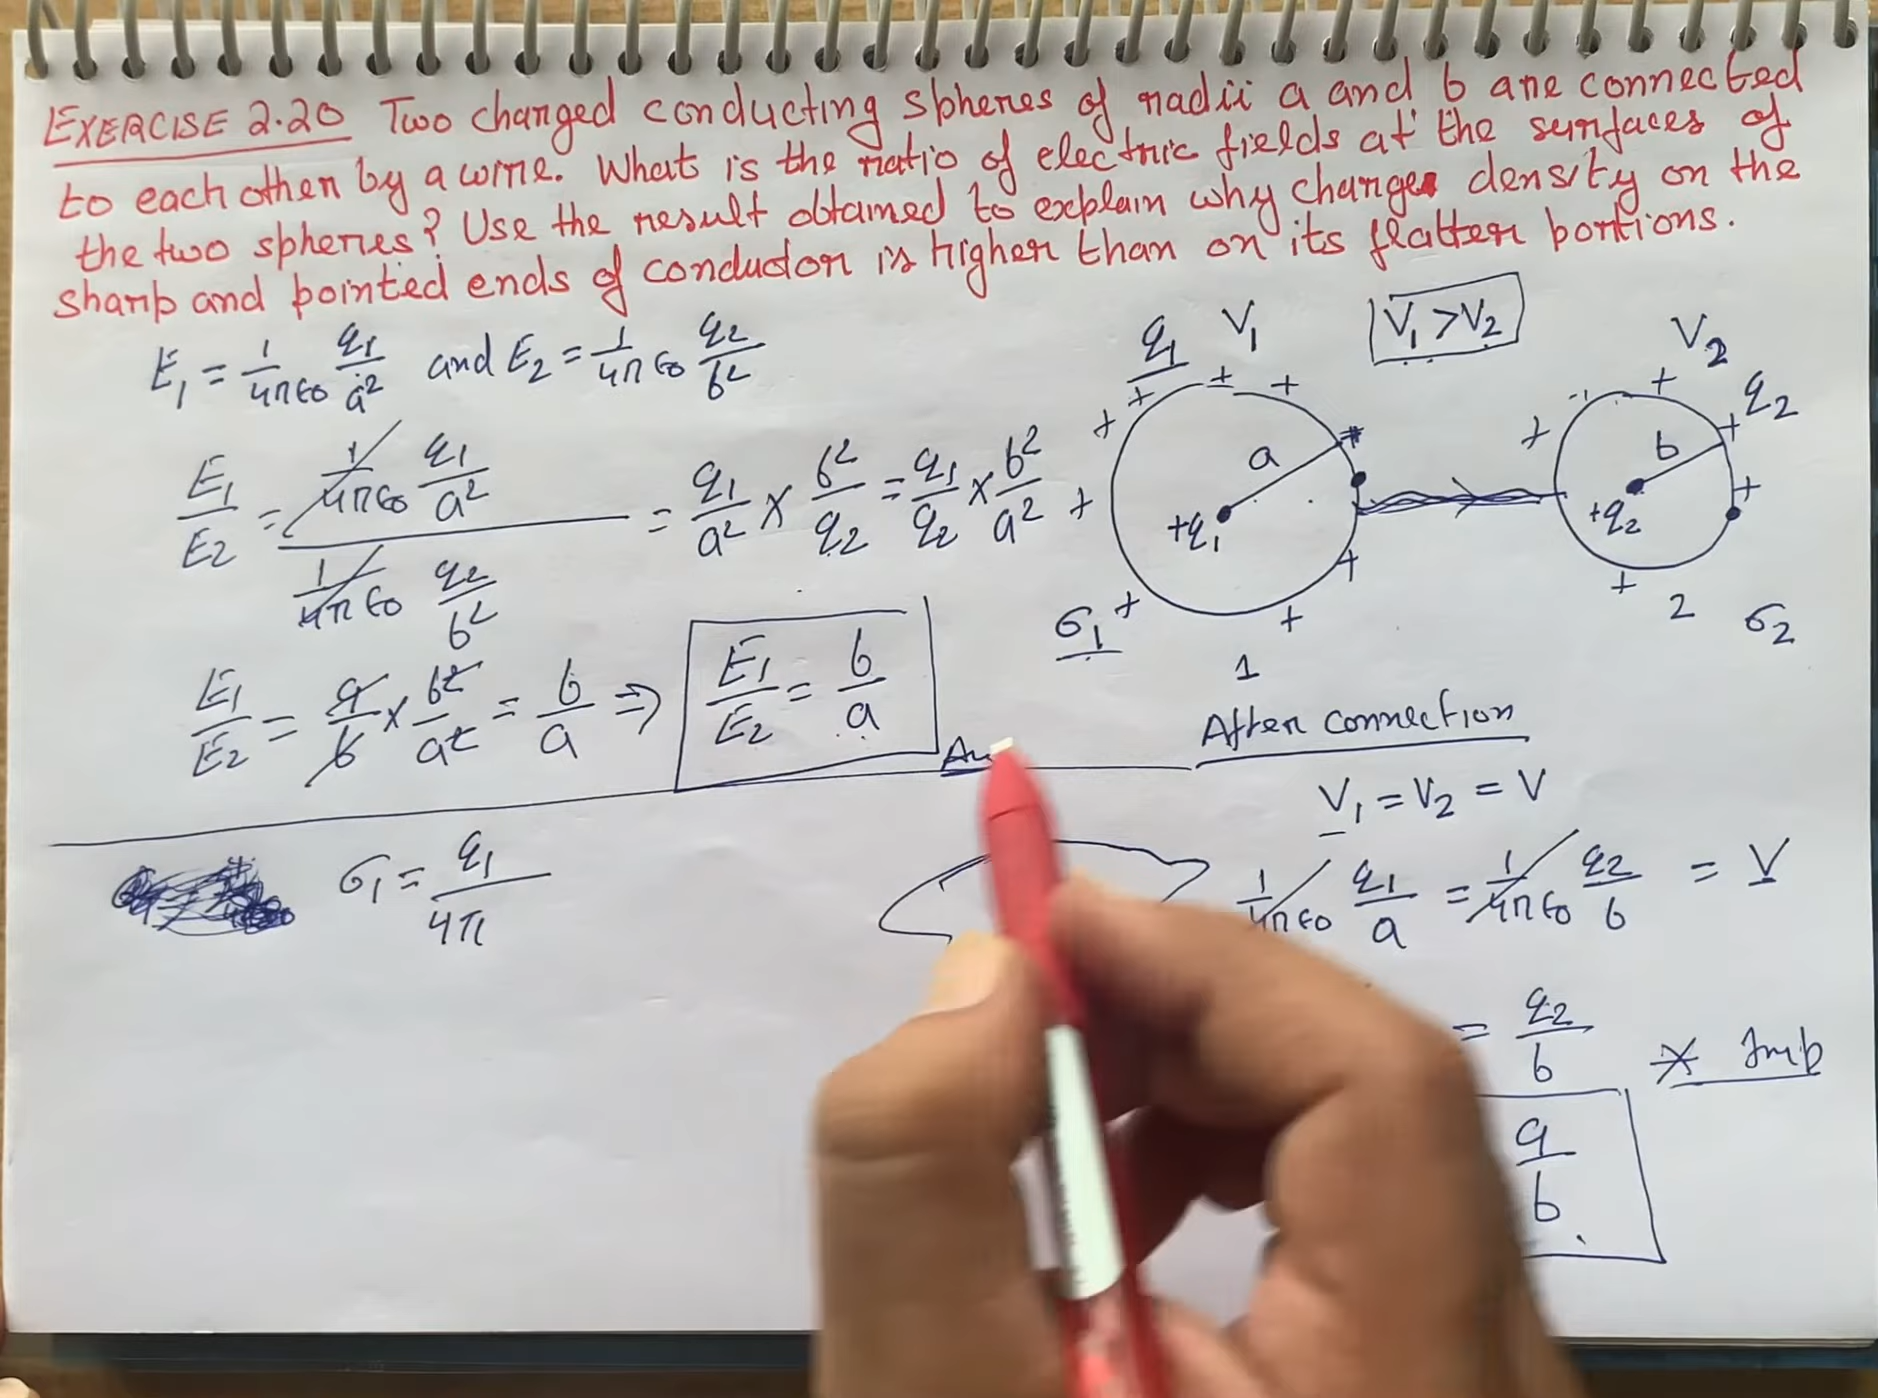 EXERCISE 2.20 Two charged conducting spheres of radii a and b are connected
to each other by a wire. What is the ratio of electric fields at the surfaces of
the two spheres? Use the result obtained to explain why charge density on the
sharp and pointed ends of conductor is higher than on its flatter portions.
E₁ = 1/4πε₀ q₁/a² and E₂ = 1/4πε₀ q₂/b²
E₁/E₂ = (1/4πε₀ q₁/a²)/(1/4πε₀ q₂/b²) = q₁/a² × b²/q₂ = q₁/q₂ × b²/a²
E₁/E₂ = a/b × b²/a² = b/a ⇒ E₁/E₂ = b/a
σ₁ = q₁/4π
q₁ V₁
V₁ > V₂
V₂
q₂
a
+q₁
b
+q₂
σ₁
1
2
σ₂
After connection
V₁ = V₂ = V
1/4πε₀ q₁/a = 1/4πε₀ q₂/b = V
= q₂/b
* Imp
a/b